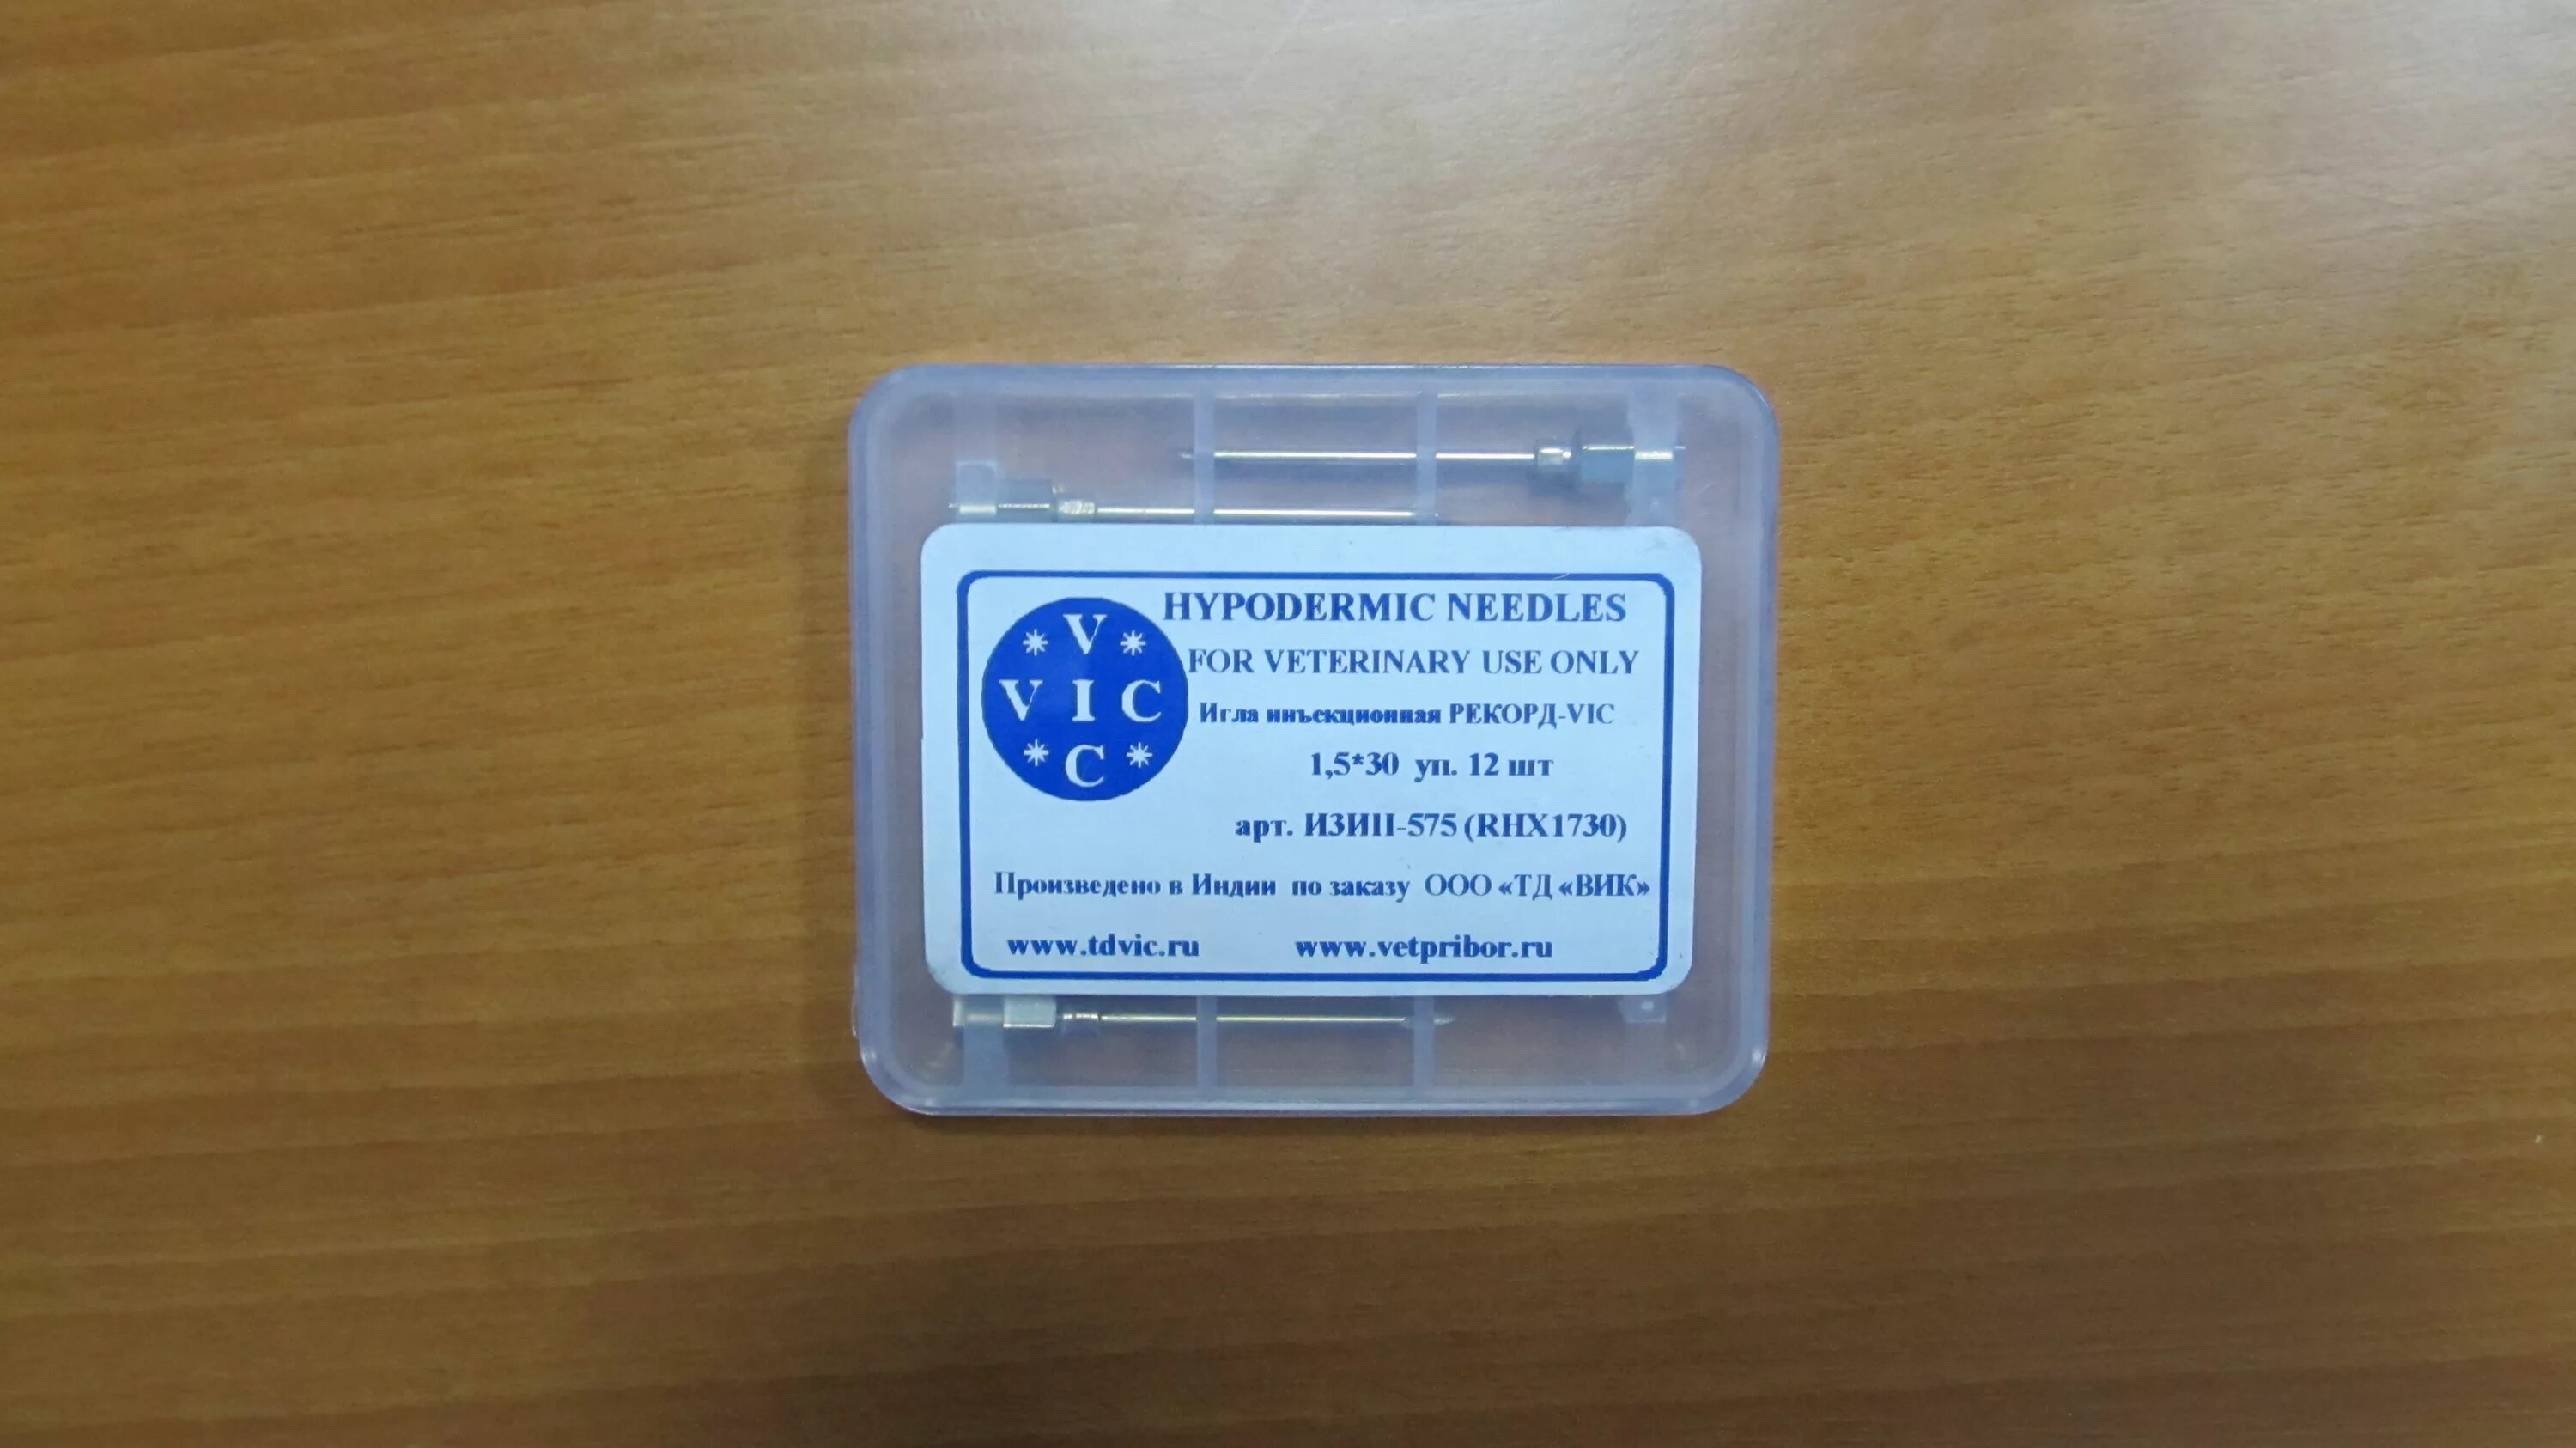 HYPODERMIC NEEDLES
FOR VETERINARY USE ONLY
V
V I C
C
Игла инъекционная РЕКОРД-VIC
1,5*30 уп. 12 шт
арт. ИЗИП-575 (RHX1730)
Произведено в Индии по заказу ООО «ТД «ВИК»
www.tdvic.ru www.vetpribor.ru